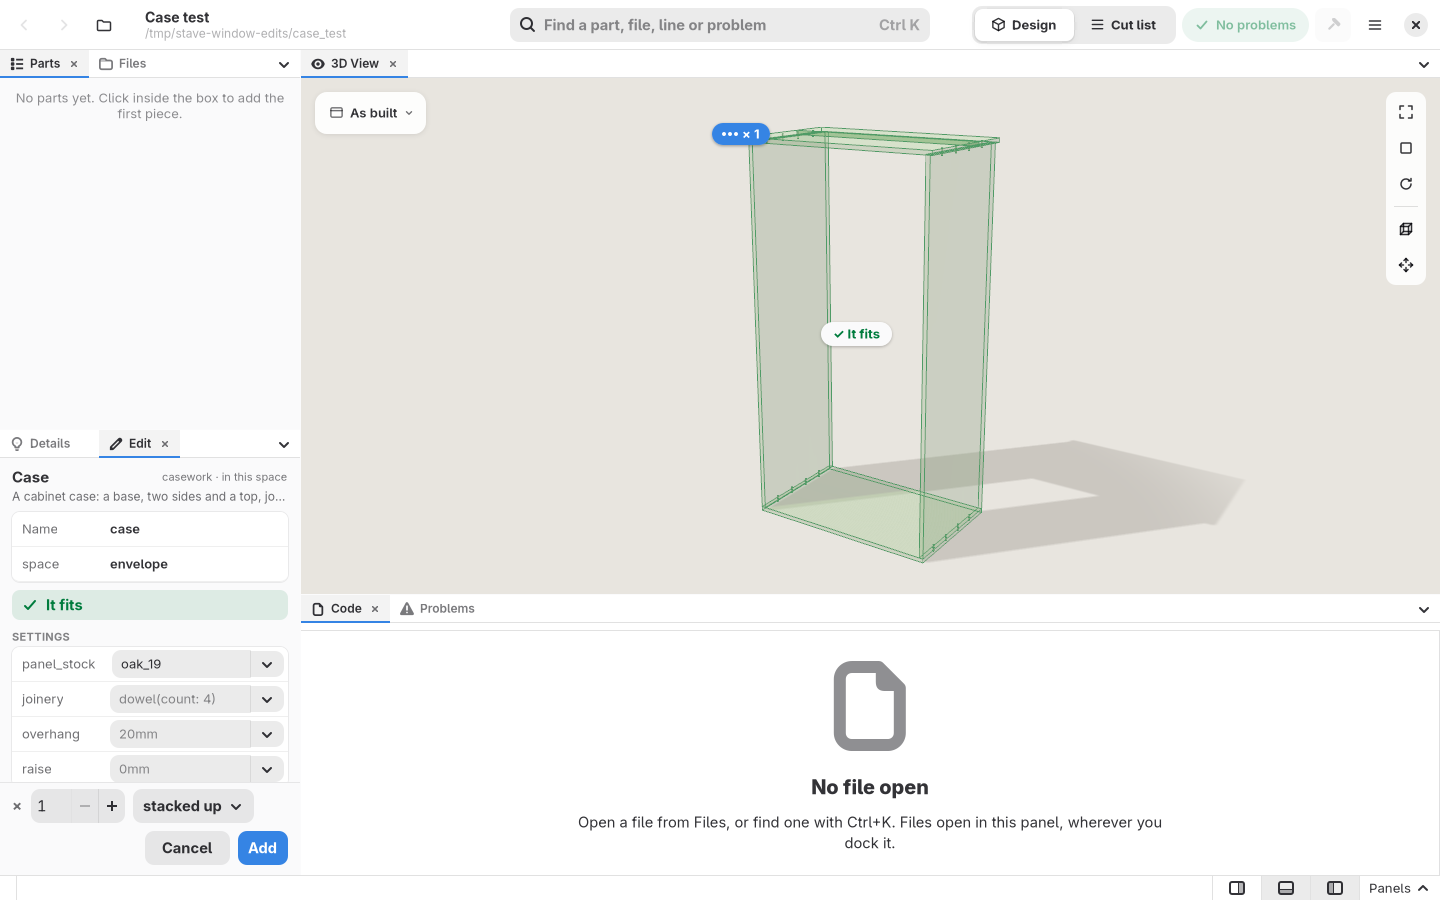 Case test
/tmp/stave-window-edits/case_test
Find a part, file, line or problem
Ctrl K
Design
Cut list
No problems
Parts
Files
3D View
No parts yet. Click inside the box to add the
first piece.
As built
••• × 1
It fits
Details
Edit
Case
casework · in this space
A cabinet case: a base, two sides and a top, jo...
Name
case
space
envelope
It fits
SETTINGS
panel_stock
oak_19
joinery
dowel(count: 4)
overhang
20mm
raise
0mm
×
1
stacked up
Cancel
Add
Code
Problems
No file open
Open a file from Files, or find one with Ctrl+K. Files open in this panel, wherever you
dock it.
Panels